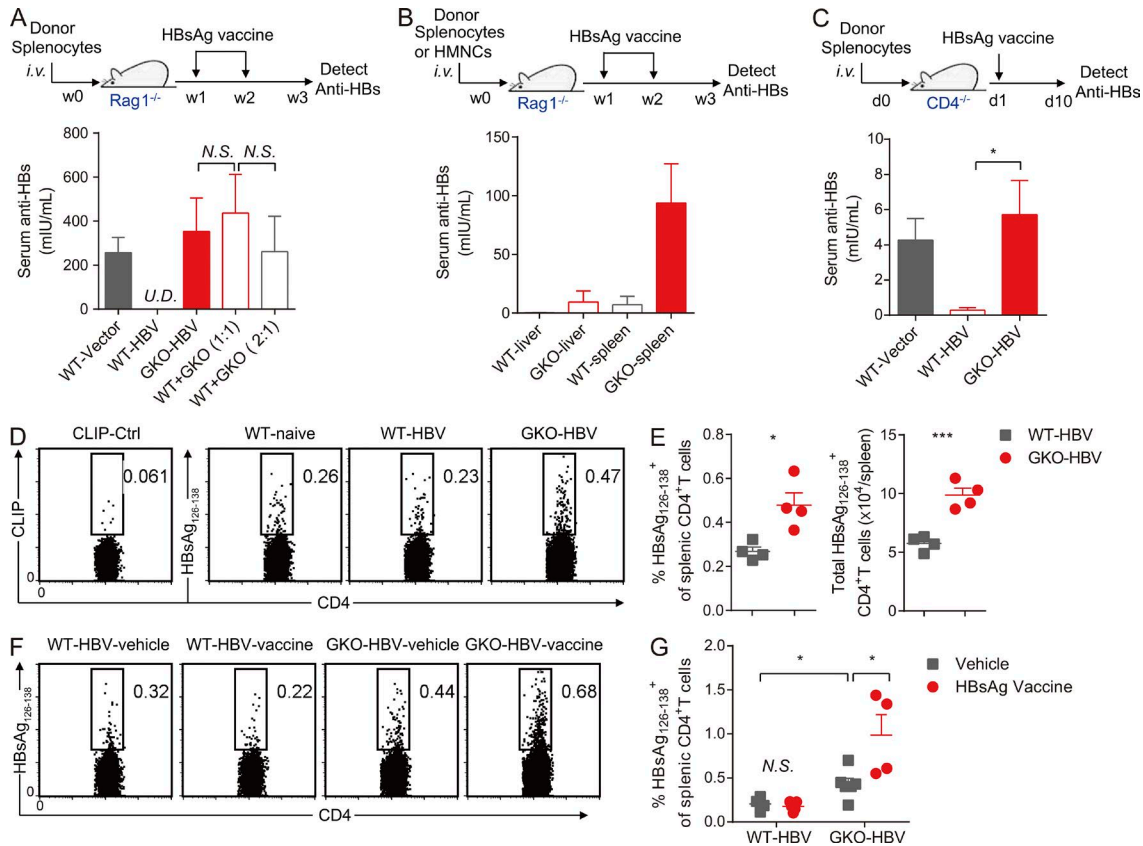 A
Donor
Splenocytes
i.v.
HBsAg vaccine
w0
Rag1-/-
w1
w2
w3
Detect
Anti-HBs
Serum anti-HBs
(mIU/mL)
800
600
400
200
0
U.D.
N.S.
N.S.
WT-Vector
WT-HBV
GKO-HBV
WT+GKO (1:1)
WT+GKO ( 2:1)
B
Donor
Splenocytes
or HMNCs
i.v.
HBsAg vaccine
w0
Rag1-/-
w1
w2
w3
Detect
Anti-HBs
Serum anti-HBs
(mIU/mL)
150
100
50
0
WT-liver
GKO-liver
WT-spleen
GKO-spleen
C
Donor
Splenocytes
i.v.
HBsAg vaccine
d0
CD4-/-
d1
d10
Detect
Anti-HBs
Serum anti-HBs
(mIU/mL)
10
8
6
4
2
0
*
WT-Vector
WT-HBV
GKO-HBV
D
CLIP-Ctrl
WT-naive
WT-HBV
GKO-HBV
0.061
0.26
0.23
0.47
CLIP
HBsAg126-138
0
0
CD4
E
% HBsAg126-138+
of splenic CD4+T cells
0.8
0.6
0.4
0.2
0.0
*
Total HBsAg126-138+
CD4+T cells (x104/spleen)
15
10
5
0
***
WT-HBV
GKO-HBV
F
WT-HBV-vehicle
WT-HBV-vaccine
GKO-HBV-vehicle
GKO-HBV-vaccine
0.32
0.22
0.44
0.68
HBsAg126-138
0
0
CD4
G
% HBsAg126-138+
of splenic CD4+T cells
2.0
1.5
1.0
0.5
0.0
*
*
N.S.
Vehicle
HBsAg Vaccine
WT-HBV
GKO-HBV